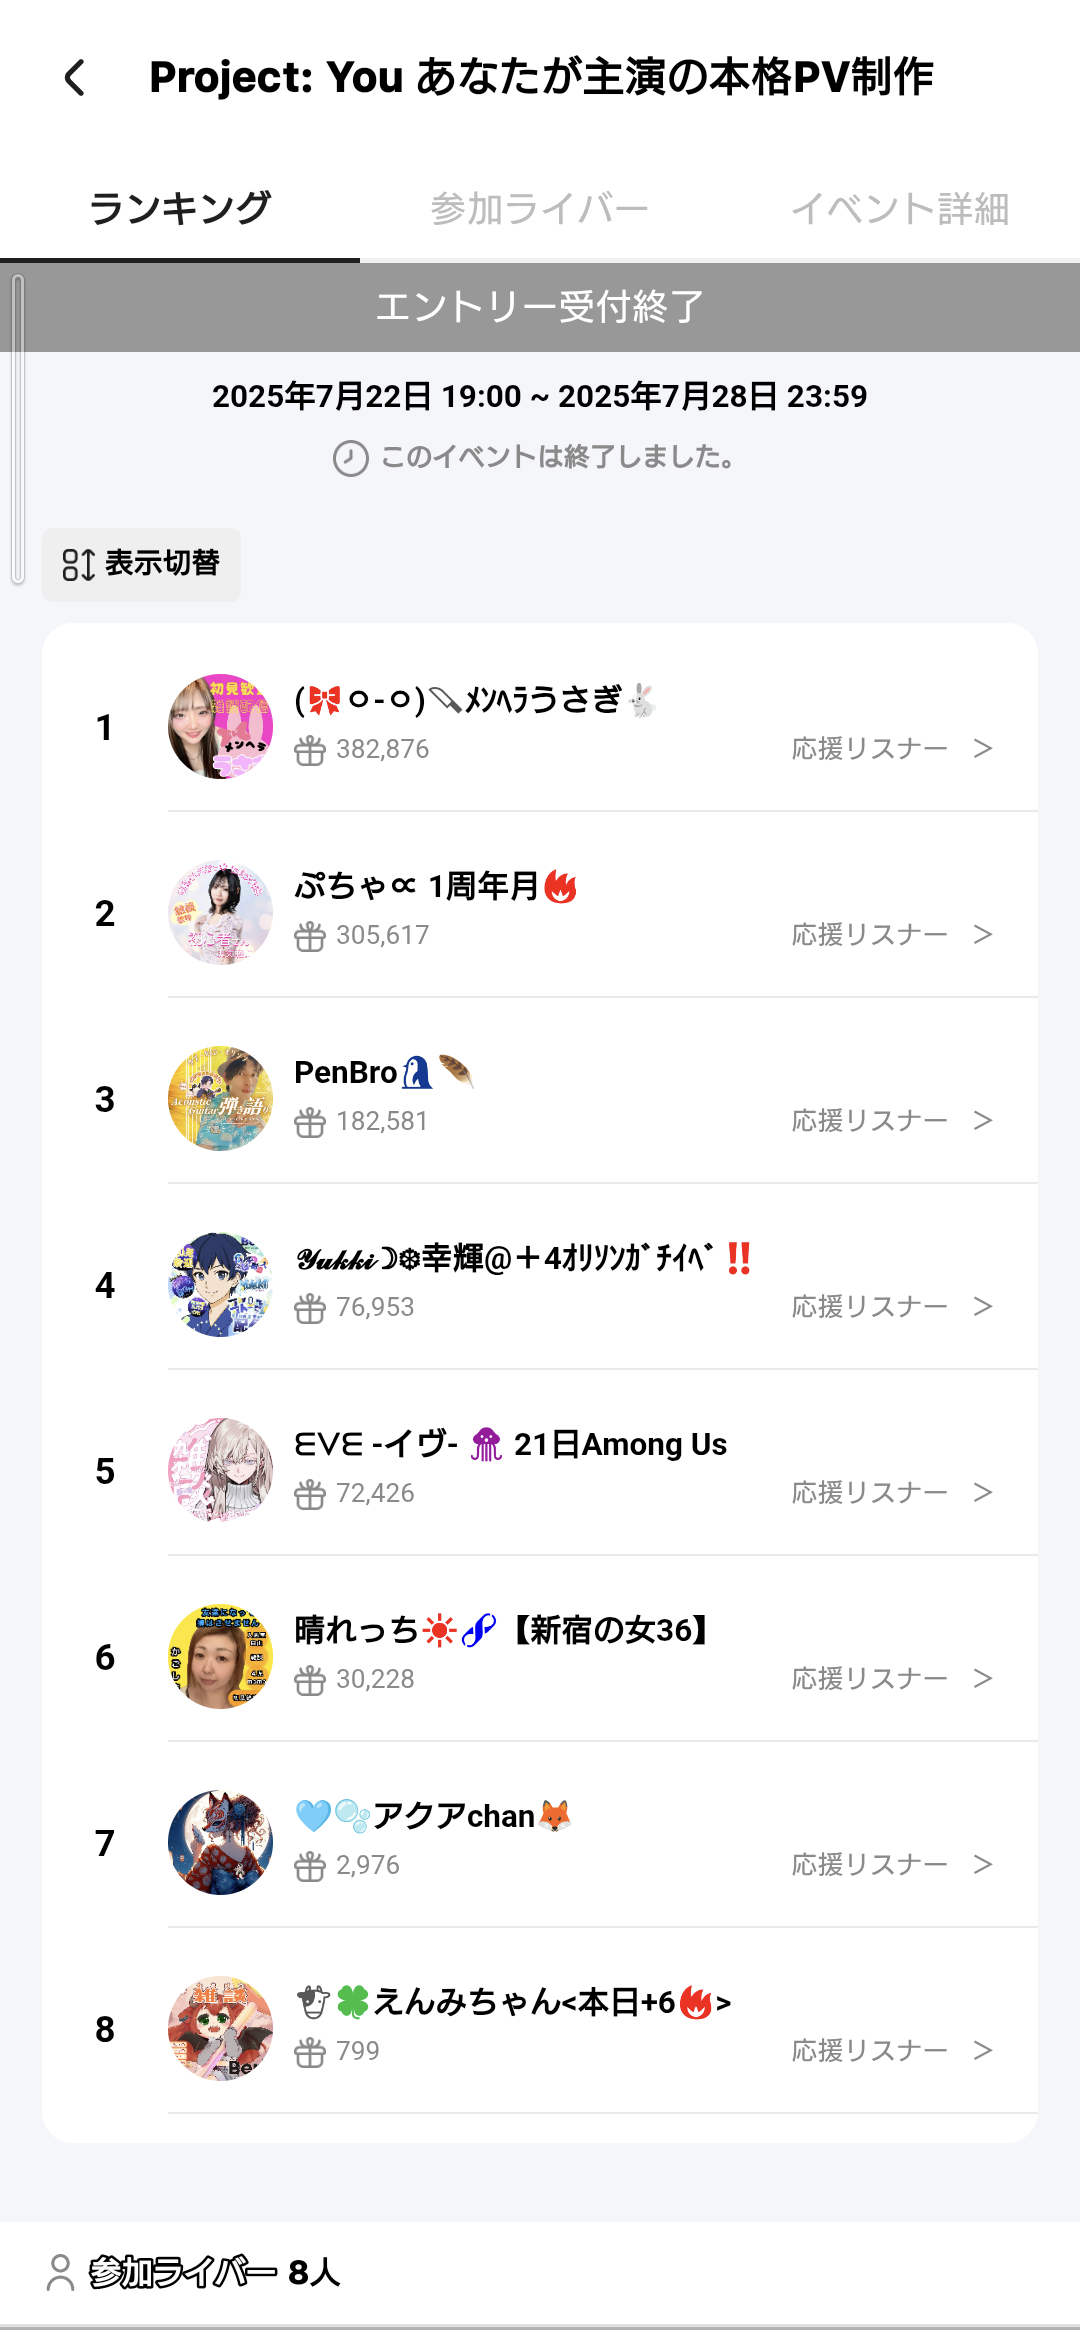 Project: You あなたが主演の本格PV制作
ランキング 参加ライバー イベント詳細
エントリー受付終了
2025年7月22日 19:00 ~ 2025年7月28日 23:59
このイベントは終了しました。
表示切替
1 (🎀ㅇ-ㅇ)🔪ﾒﾝﾍﾗうさぎ🐇
382,876 応援リスナー >
2 ぷちゃ∝ 1周年月🔥
305,617 応援リスナー >
3 PenBro🐧🪶
182,581 応援リスナー >
4 𝓨𝓾𝓴𝓴𝓲☽❆幸輝@＋4ｵﾘｿﾝｶﾞﾁｲﾍﾞ‼️
76,953 応援リスナー >
5 ᗴᐯᗴ -イヴ- 🪼 21日Among Us
72,426 応援リスナー >
6 晴れっち☀️🔗【新宿の女36】
30,228 応援リスナー >
7 🩵🫧アクアchan🦊
2,976 応援リスナー >
8 🐮🍀えんみちゃん<本日+6🔥>
799 応援リスナー >
参加ライバー 8人